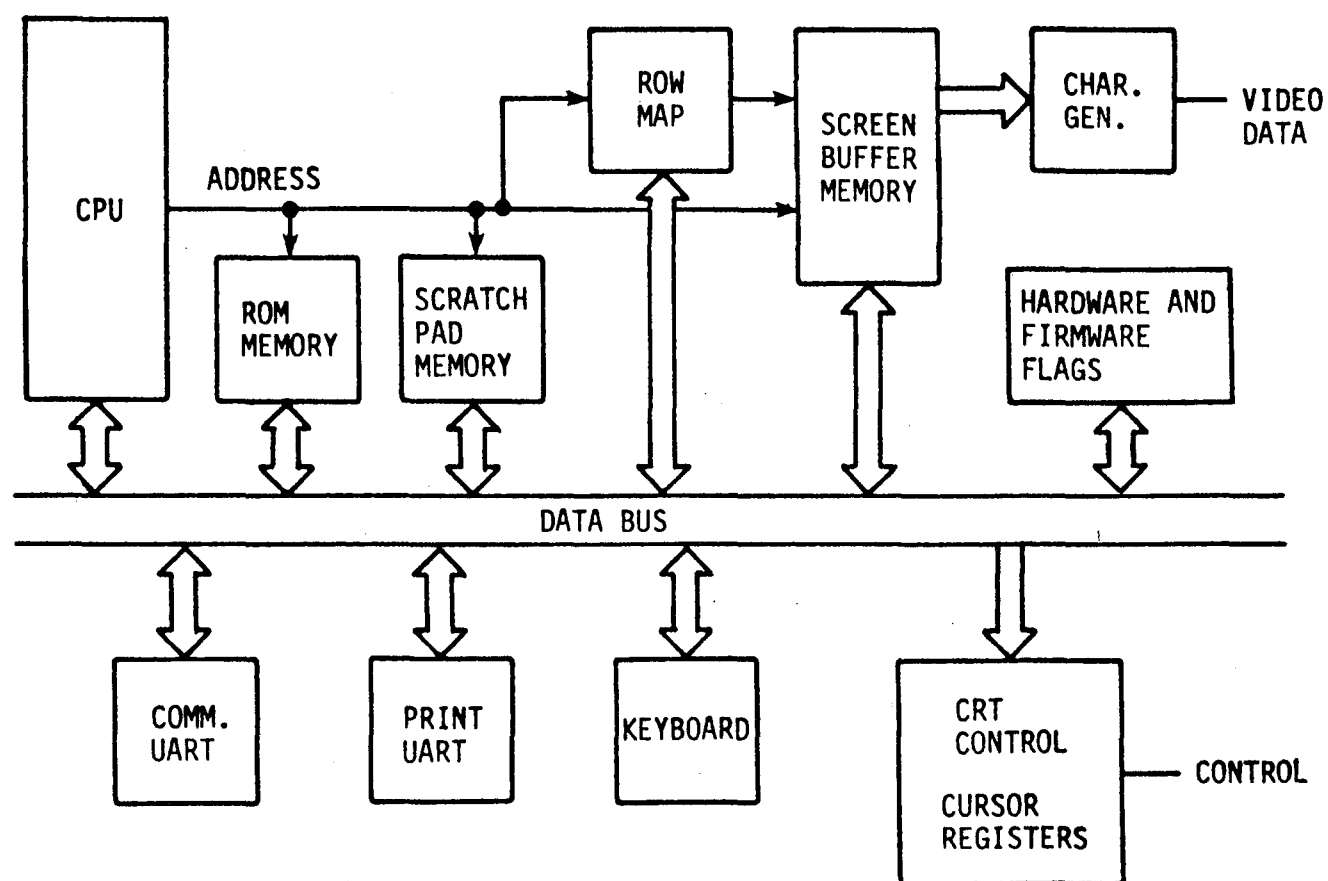 CPU
ADDRESS
ROW
MAP
SCREEN
BUFFER
MEMORY
CHAR.
GEN.
VIDEO
DATA
ROM
MEMORY
SCRATCH
PAD
MEMORY
HARDWARE AND
FIRMWARE
FLAGS
DATA BUS
COMM.
UART
PRINT
UART
KEYBOARD
CRT
CONTROL
CURSOR
REGISTERS
CONTROL